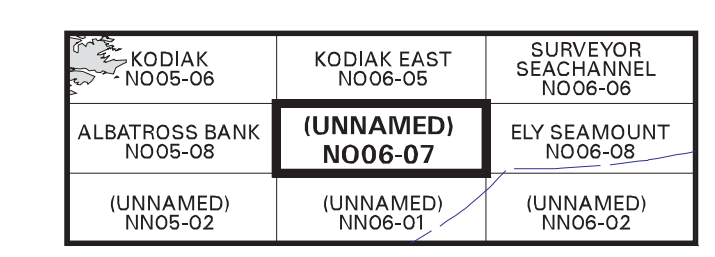 KODIAK
NO05-06
KODIAK EAST
NO06-05
SURVEYOR
SEACHANNEL
NO06-06
ALBATROSS BANK
NO05-08
(UNNAMED)
NO06-07
ELY SEAMOUNT
NO06-08
(UNNAMED)
NN05-02
(UNNAMED)
NN06-01
(UNNAMED)
NN06-02